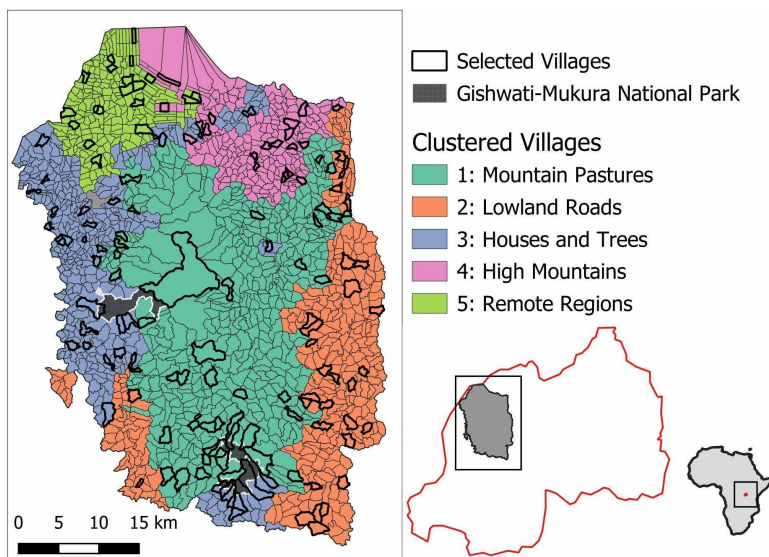 Selected Villages
Gishwati-Mukura National Park
Clustered Villages
1: Mountain Pastures
2: Lowland Roads
3: Houses and Trees
4: High Mountains
5: Remote Regions
0 5 10 15 km